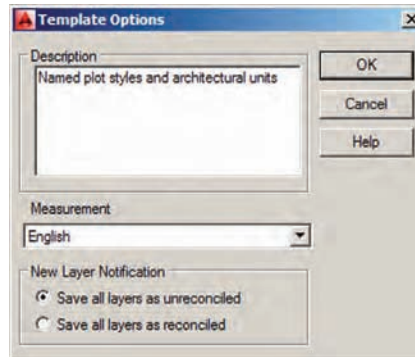 Template Options
Description
Named plot styles and architectural units
OK
Cancel
Help
Measurement
English
New Layer Notification
Save all layers as unreconciled
Save all layers as reconciled